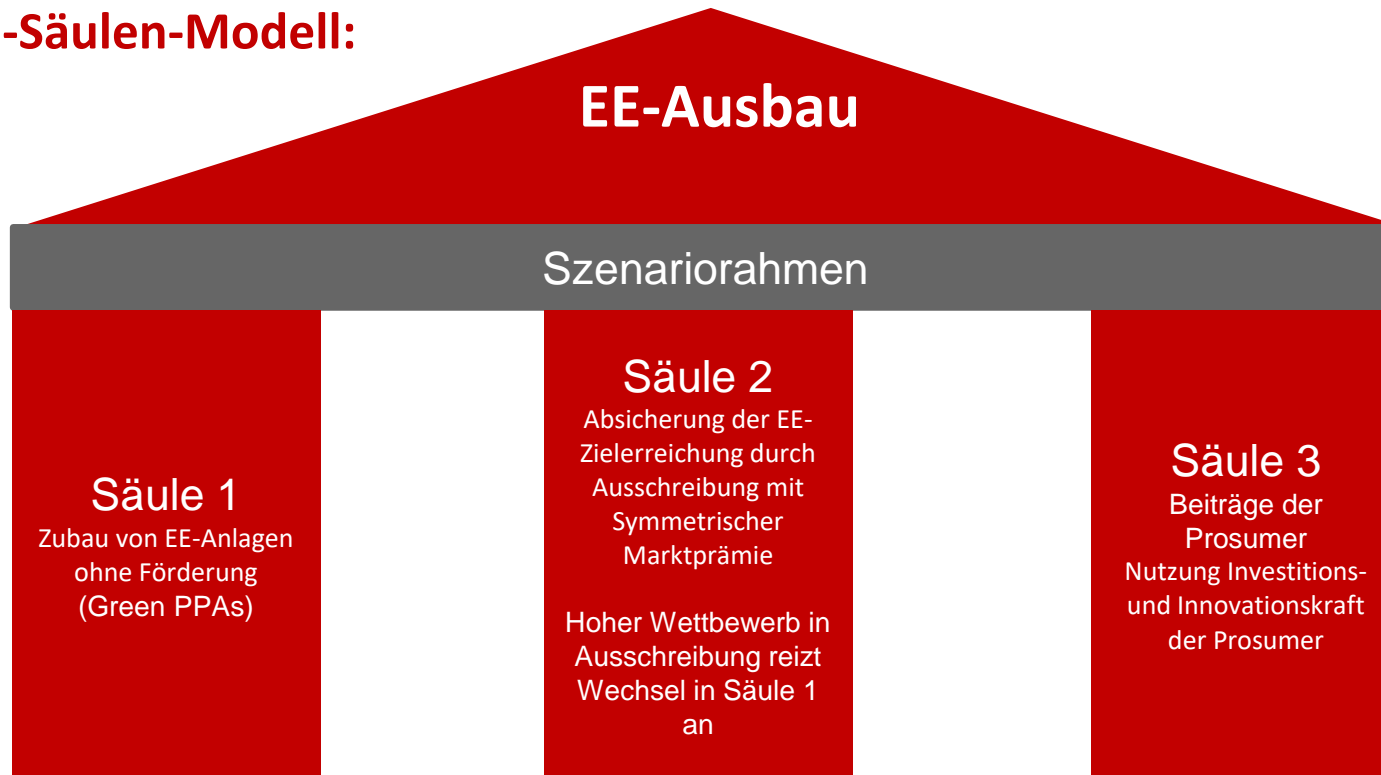 -Säulen-Modell:
EE-Ausbau
Szenariorahmen
Säule 1
Zubau von EE-Anlagen
ohne Förderung
(Green PPAs)
Säule 2
Absicherung der EE-
Zielerreichung durch
Ausschreibung mit
Symmetrischer
Marktprämie
Hoher Wettbewerb in
Ausschreibung reizt
Wechsel in Säule 1
an
Säule 3
Beiträge der
Prosumer
Nutzung Investitions-
und Innovationskraft
der Prosumer